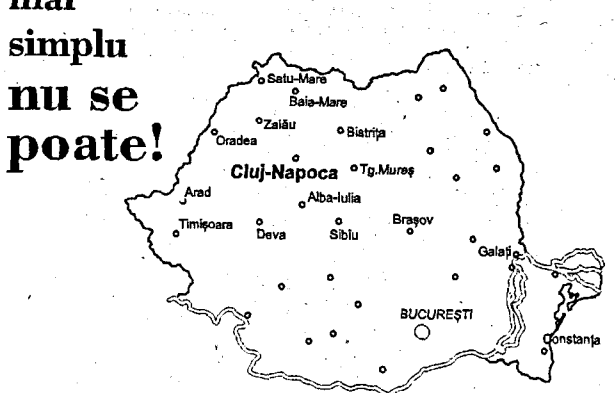 mai
simplu
nu se
poate!
Satu-Mare
Baia-Mare
Zalău
Oradea
Bistrița
Cluj-Napoca
Tg.Mureș
Arad
Alba-Iulia
Timișoara
Deva
Sibiu
Brașov
Galați
BUCUREȘTI
Constanța